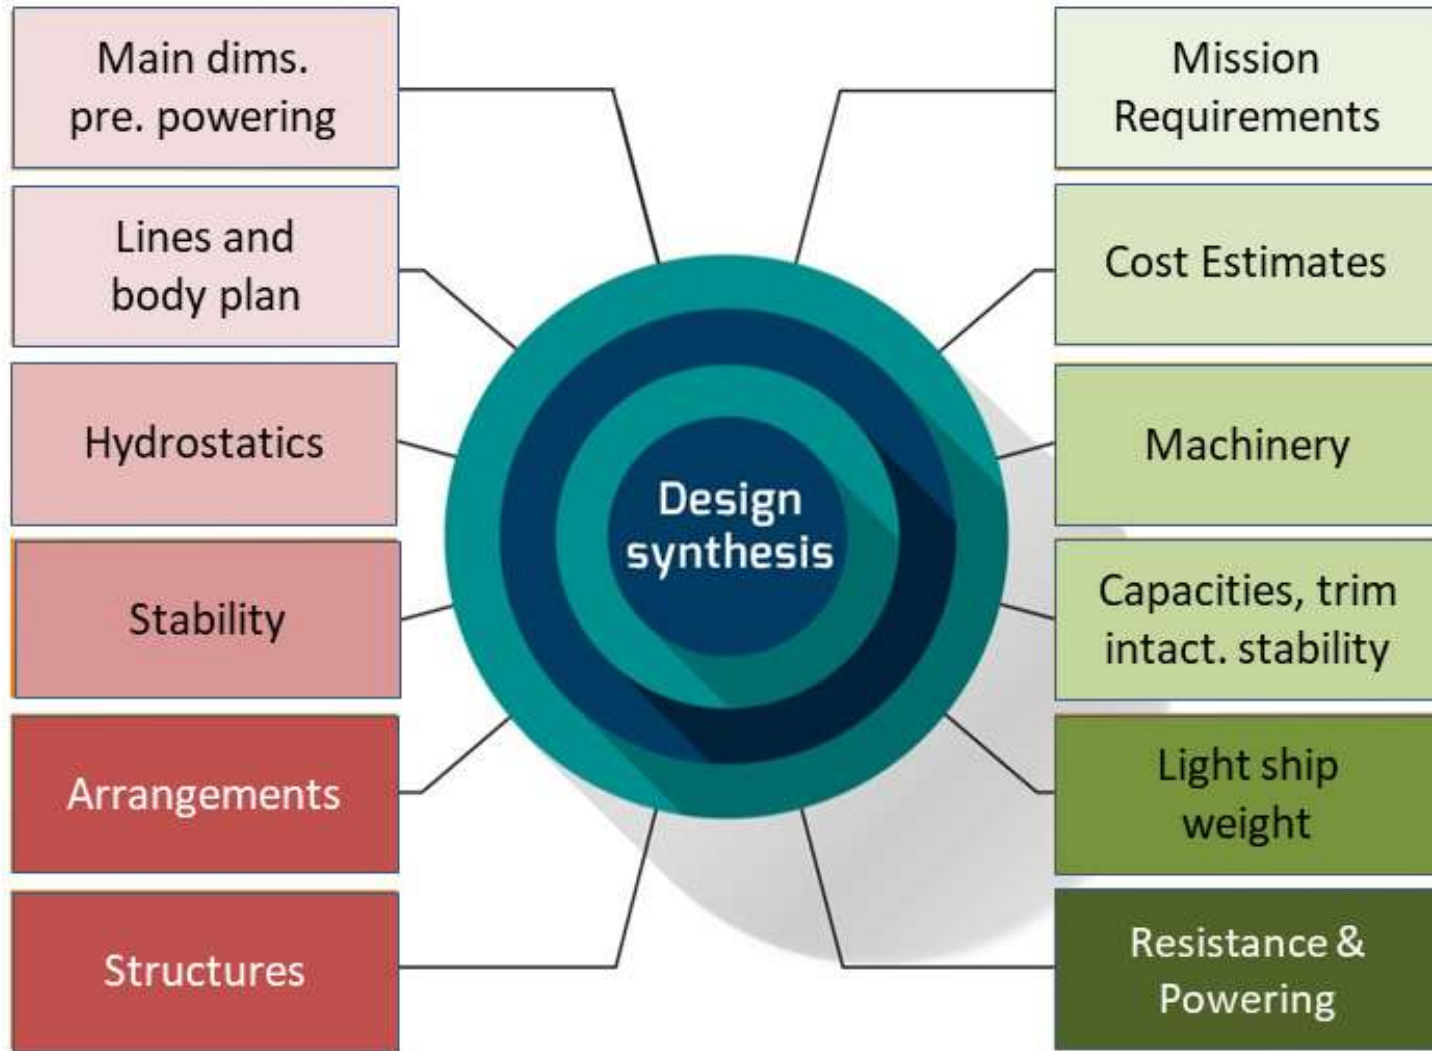 Main dims.
pre. powering
Lines and
body plan
Hydrostatics
Stability
Arrangements
Structures
Design
synthesis
Mission
Requirements
Cost Estimates
Machinery
Capacities, trim
intact. stability
Light ship
weight
Resistance &
Powering